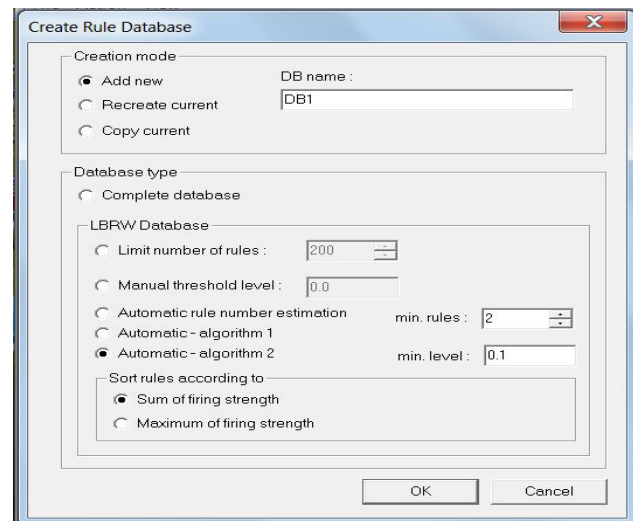 Create Rule Database
Creation mode
Add new
DB name :
DB1
Recreate current
Copy current
Database type
Complete database
LBRW Database
Limit number of rules :
200
Manual threshold level :
0.0
Automatic rule number estimation
min. rules :
2
Automatic - algorithm 1
Automatic - algorithm 2
min. level :
0.1
Sort rules according to
Sum of firing strength
Maximum of firing strength
OK
Cancel